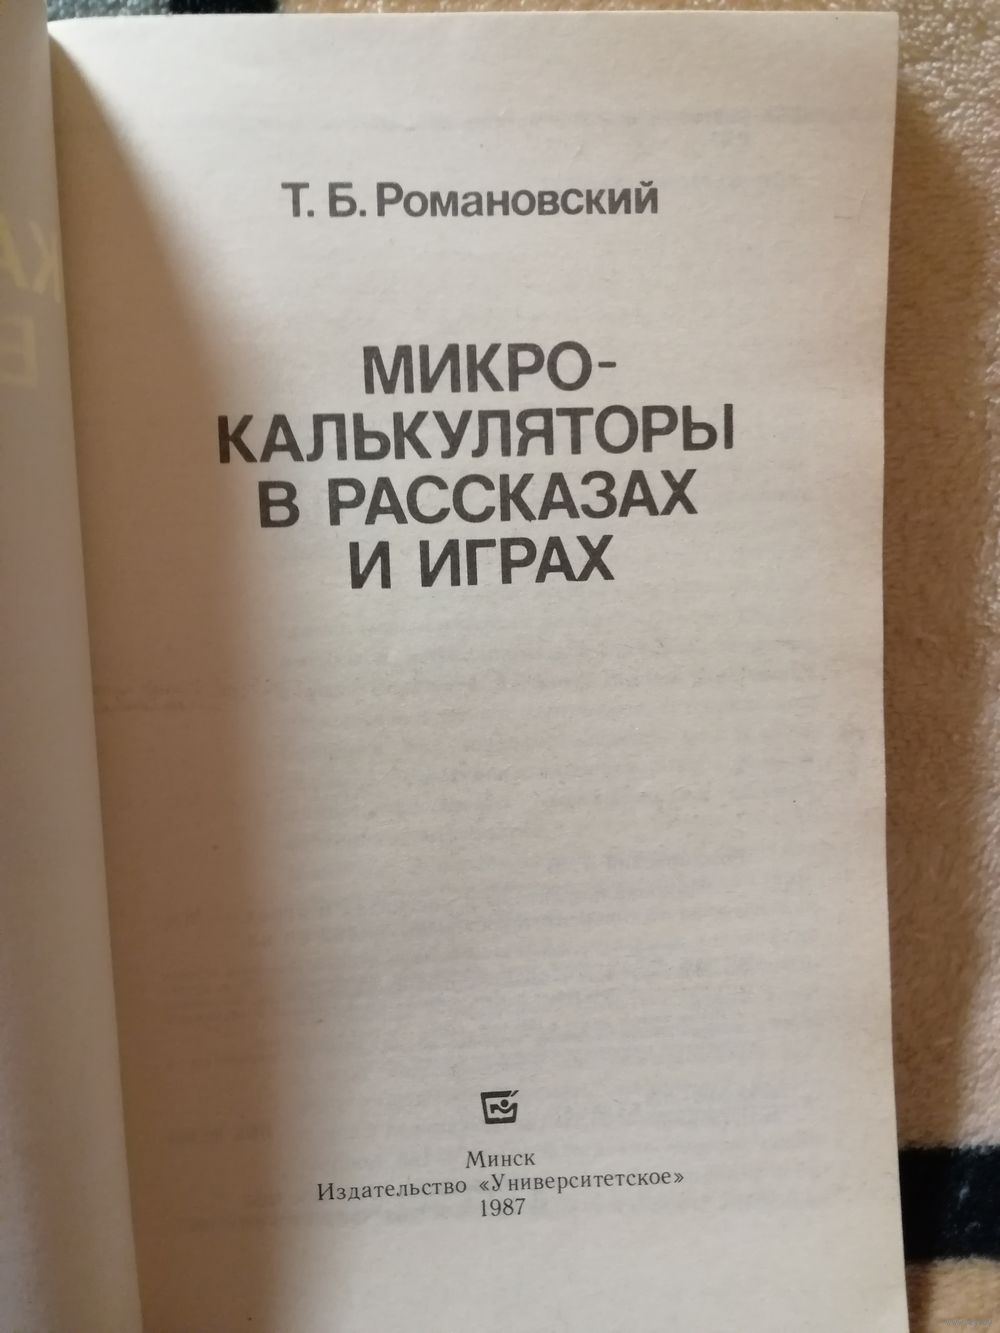 Т. Б. Романовский
МИКРО-
КАЛЬКУЛЯТОРЫ
В РАССКАЗАХ
И ИГРАХ
Минск
Издательство «Университетское»
1987